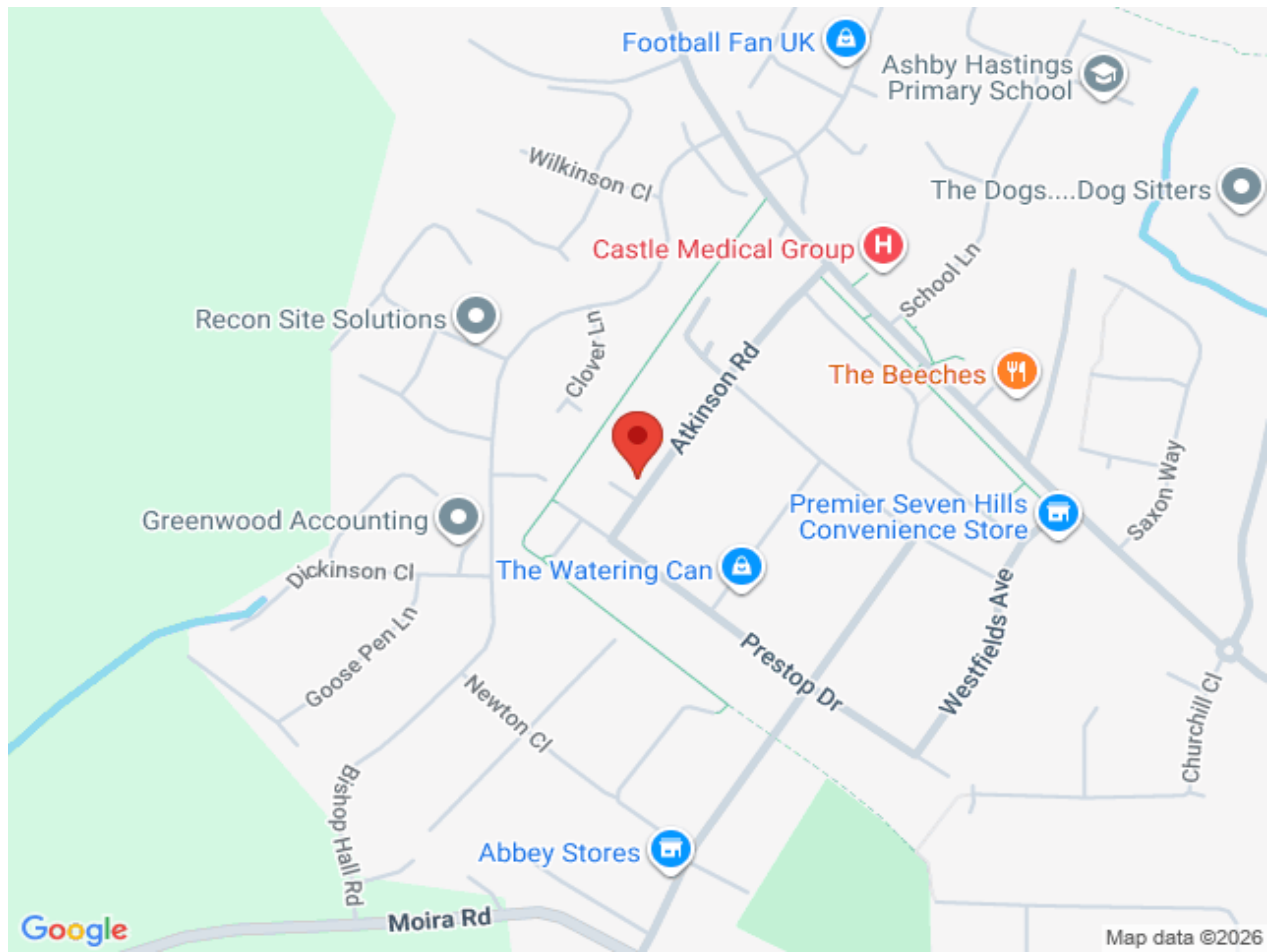 Football Fan UK
Ashby Hastings
Primary School
Wilkinson Cl
The Dogs....Dog Sitters
Castle Medical Group
H
School Ln
Recon Site Solutions
Clover Ln
Atkinson Rd
The Beeches
Saxon Way
Greenwood Accounting
Premier Seven Hills
Convenience Store
The Watering Can
Dickinson Cl
Goose Pen Ln
Westfields Ave
Prestop Dr
Newton Cl
Churchill Cl
Bishop Hall Rd
Abbey Stores
Moira Rd
Google
Map data ©2026